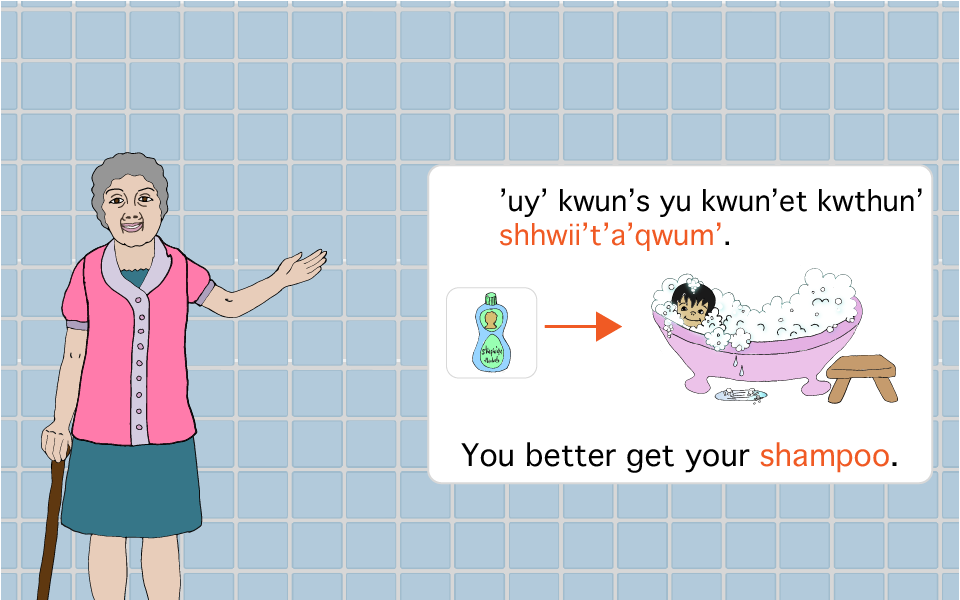 ’uy’ kwun’s yu kwun’et kwthun’
shhwii’t’a’qwum’.
You better get your shampoo.